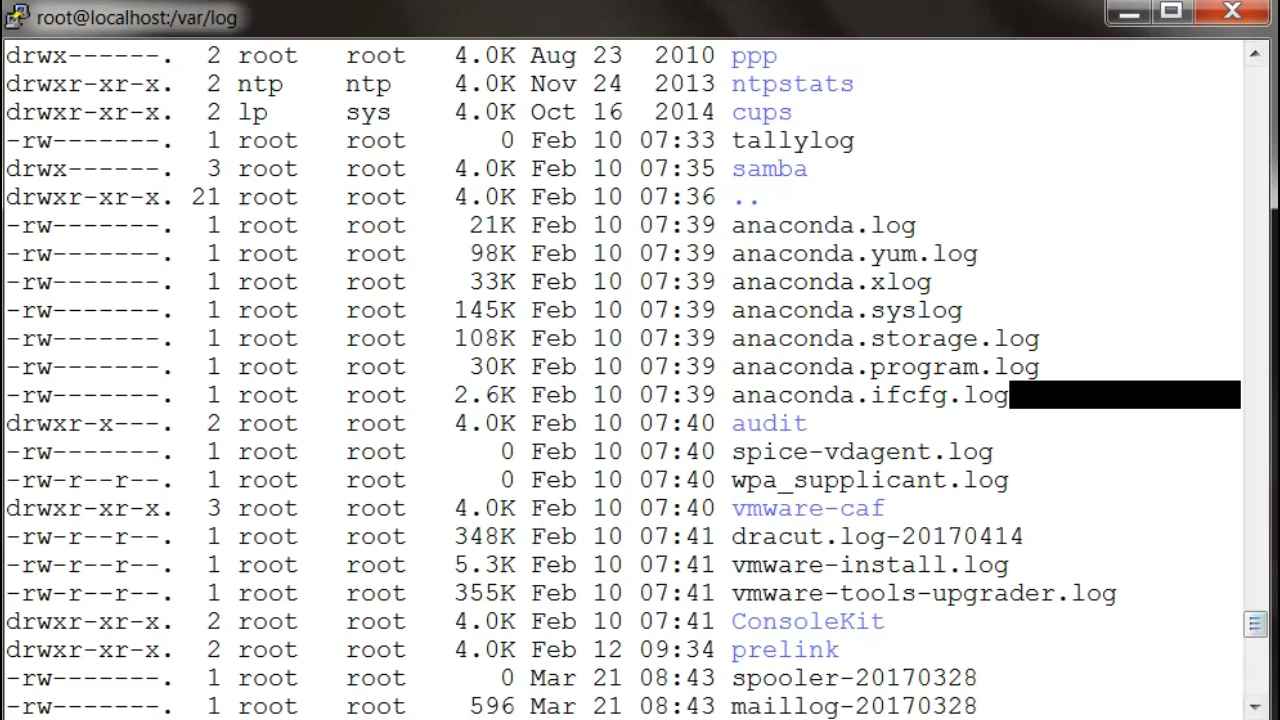 root@localhost:/var/log
drwx------. 2 root root 4.0K Aug 23 2010 ppp
drwxr-xr-x. 2 ntp ntp 4.0K Nov 24 2013 ntpstats
drwxr-xr-x. 2 lp sys 4.0K Oct 16 2014 cups
-rw-------. 1 root root 0 Feb 10 07:33 tallylog
drwx------. 3 root root 4.0K Feb 10 07:35 samba
drwxr-xr-x. 21 root root 4.0K Feb 10 07:36 ..
-rw-------. 1 root root 21K Feb 10 07:39 anaconda.log
-rw-------. 1 root root 98K Feb 10 07:39 anaconda.yum.log
-rw-------. 1 root root 33K Feb 10 07:39 anaconda.xlog
-rw-------. 1 root root 145K Feb 10 07:39 anaconda.syslog
-rw-------. 1 root root 108K Feb 10 07:39 anaconda.storage.log
-rw-------. 1 root root 30K Feb 10 07:39 anaconda.program.log
-rw-------. 1 root root 2.6K Feb 10 07:39 anaconda.ifcfg.log
drwxr-x---. 2 root root 4.0K Feb 10 07:40 audit
-rw-------. 1 root root 0 Feb 10 07:40 spice-vdagent.log
-rw-r--r--. 1 root root 0 Feb 10 07:40 wpa_supplicant.log
drwxr-xr-x. 3 root root 4.0K Feb 10 07:40 vmware-caf
-rw-r--r--. 1 root root 348K Feb 10 07:41 dracut.log-20170414
-rw-r--r--. 1 root root 5.3K Feb 10 07:41 vmware-install.log
-rw-r--r--. 1 root root 355K Feb 10 07:41 vmware-tools-upgrader.log
drwxr-xr-x. 2 root root 4.0K Feb 10 07:41 ConsoleKit
drwxr-xr-x. 2 root root 4.0K Feb 12 09:34 prelink
-rw-------. 1 root root 0 Mar 21 08:43 spooler-20170328
-rw-------. 1 root root 596 Mar 21 08:43 maillog-20170328